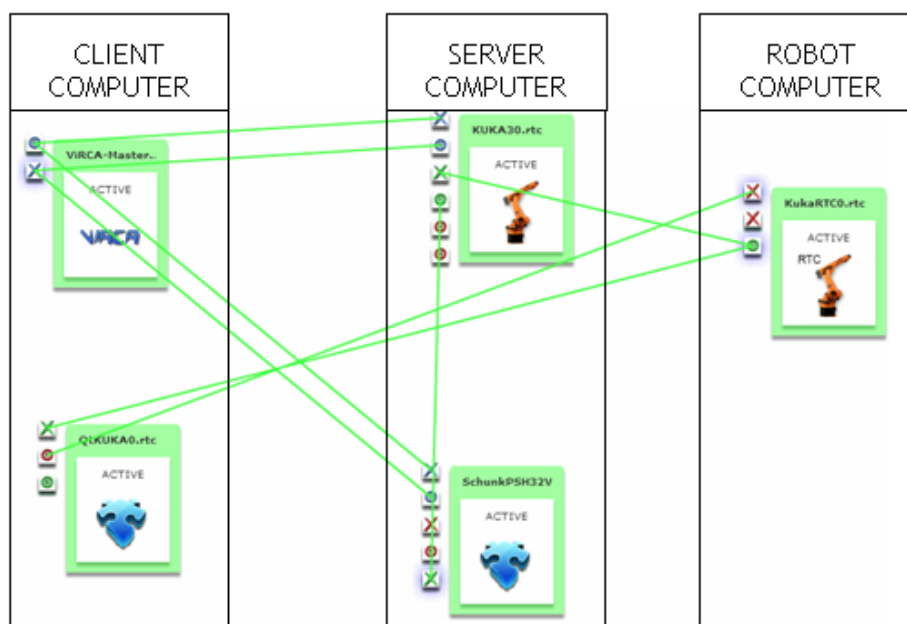 CLIENT
COMPUTER
SERVER
COMPUTER
ROBOT
COMPUTER
ViRCA-Master..
ACTIVE
ViRCA
KUKA30.rtc
ACTIVE
KukaRTC0.rtc
ACTIVE
RTC
QtKUKA0.rtc
ACTIVE
SchunkPSH32V
ACTIVE